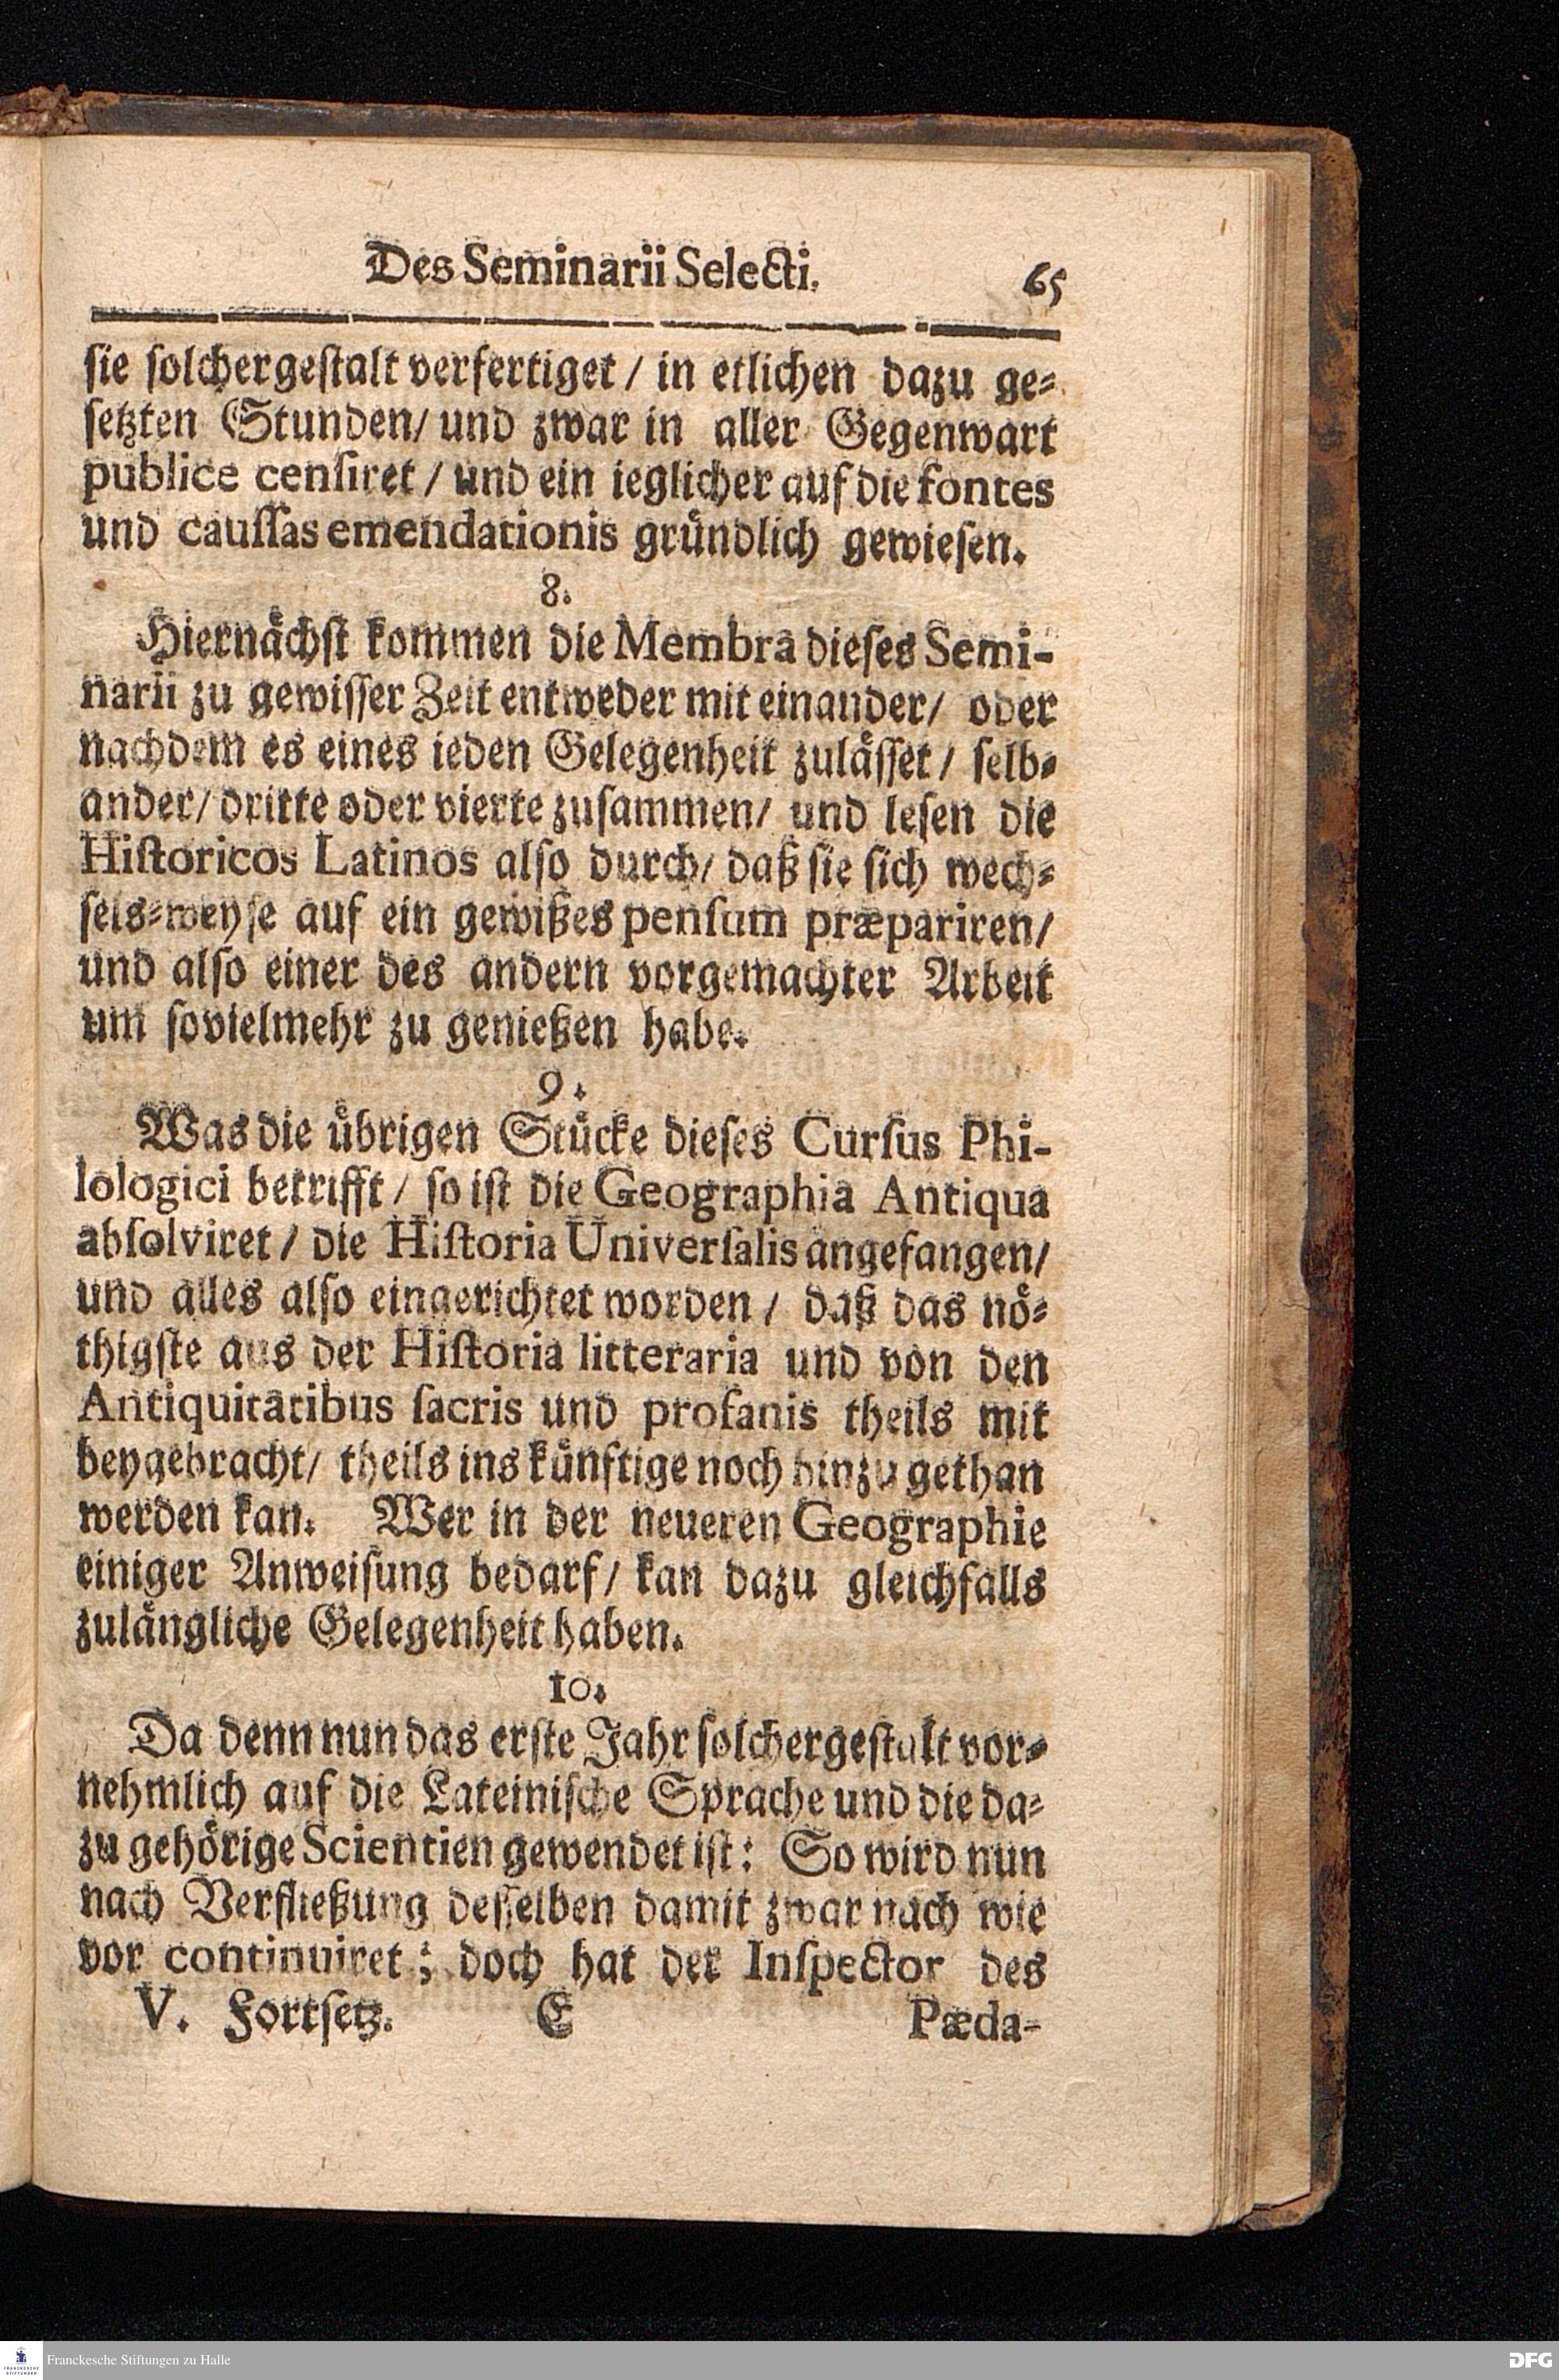 Des Seminarii Selecti. 65
sie solchergestalt verfertiget / in etlichen dazu ge-
setzten Stunden / und zwar in aller Gegenwart
publice censiret / und ein ieglicher auf die fontes
und caussas emendationis gründlich gewiesen.
8.
Hiernächst kommen die Membra dieses Semi-
narii zu gewisser Zeit entweder mit einander / oder
nachdem es eines ieden Gelegenheit zulässet / selb-
ander / dritte oder vierte zusammen / und lesen die
Historicos Latinos also durch / daß sie sich wech-
sels-weyse auf ein gewißes pensum præpariren /
und also einer des andern vorgemachter Arbeit
um sovielmehr zu genießen habe.
9.
Was die übrigen Stücke dieses Cursus Phi-
lologici betrifft / so ist die Geographia Antiqua
absolviret / die Historia Universalis angefangen /
und alles also eingerichtet worden / daß das nö-
thigste aus der Historia litteraria und von den
Antiquitatibus sacris und profanis theils mit
beygebracht / theils ins künftige noch hinzu gethan
werden kan. Wer in der neueren Geographie
einiger Anweisung bedarf / kan dazu gleichfalls
zulängliche Gelegenheit haben.
10.
Da denn nun das erste Jahr solchergestalt vor-
nehmlich auf die Lateinische Sprache und die da-
zu gehörige Scientien gewendet ist: So wird nun
nach Verfließung desselben damit zwar nach wie
vor continuiret; doch hat der Inspector des
V. Fortsetz. E Pæda-
FRANCKESCHE STIFTUNGEN
Franckesche Stiftungen zu Halle
DFG